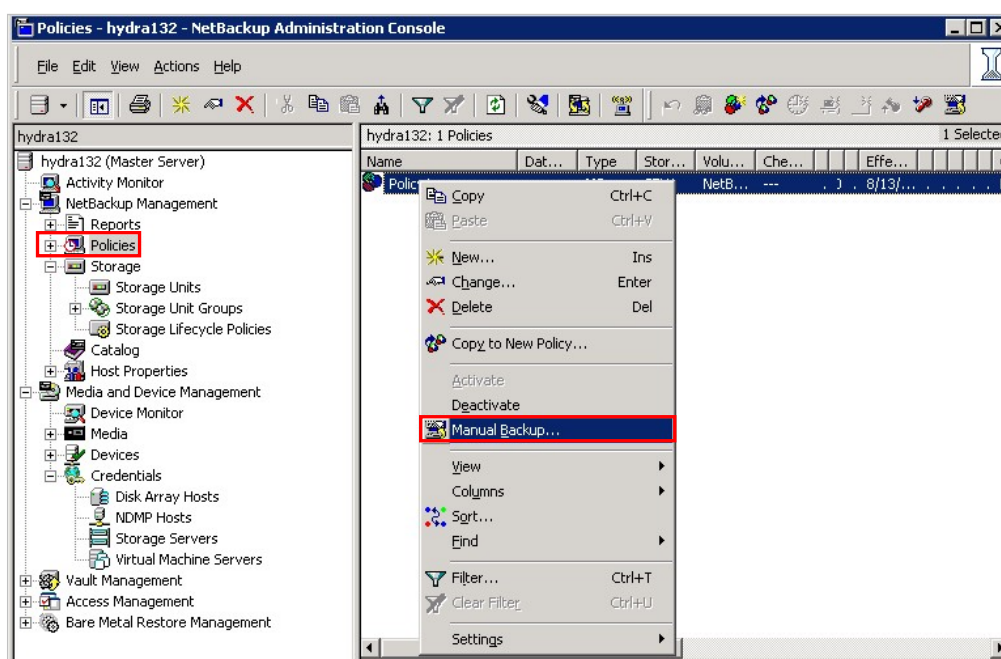 Policies - hydra132 - NetBackup Administration Console
File Edit View Actions Help
hydra132
hydra132: 1 Policies
1 Selected
hydra132 (Master Server)
Activity Monitor
NetBackup Management
Reports
Policies
Storage
Storage Units
Storage Unit Groups
Storage Lifecycle Policies
Catalog
Host Properties
Media and Device Management
Device Monitor
Media
Devices
Credentials
Disk Array Hosts
NDMP Hosts
Storage Servers
Virtual Machine Servers
Vault Management
Access Management
Bare Metal Restore Management
Name Dat... Type Stor... Volu... Che... Effe...
NetB... --- 8/13/...
Copy Ctrl+C
Paste Ctrl+V
New... Ins
Change... Enter
Delete Del
Copy to New Policy...
Activate
Deactivate
Manual Backup...
View
Columns
Sort...
Find
Filter... Ctrl+T
Clear Filter Ctrl+U
Settings